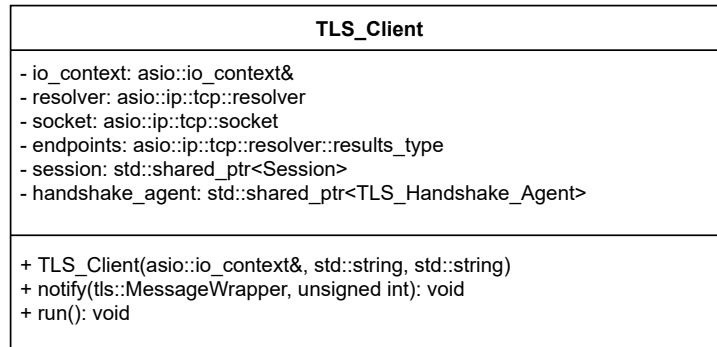 TLS_Client
- io_context: asio::io_context&
- resolver: asio::ip::tcp::resolver
- socket: asio::ip::tcp::socket
- endpoints: asio::ip::tcp::resolver::results_type
- session: std::shared_ptr<Session>
- handshake_agent: std::shared_ptr<TLS_Handshake_Agent>
+ TLS_Client(asio::io_context&, std::string, std::string)
+ notify(tls::MessageWrapper, unsigned int): void
+ run(): void